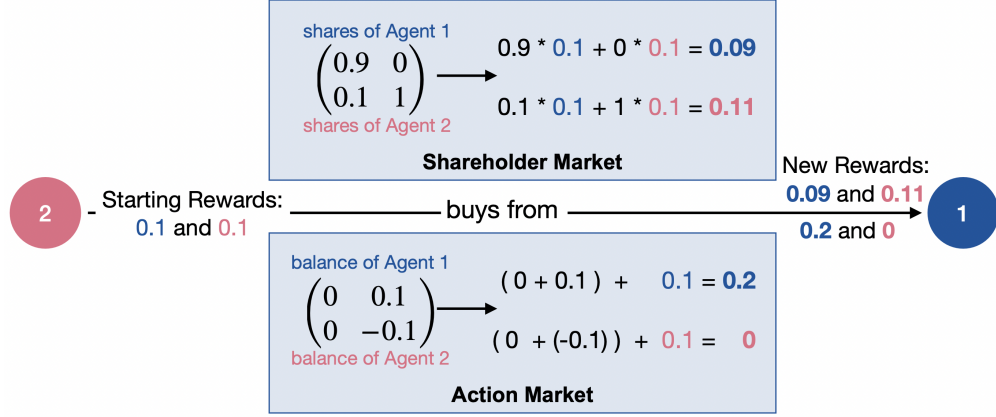 shares of Agent 1
0.9 0
0.1 1
shares of Agent 2
0.9 * 0.1 + 0 * 0.1 = 0.09
0.1 * 0.1 + 1 * 0.1 = 0.11
Shareholder Market
2
Starting Rewards:
0.1 and 0.1
buys from
New Rewards:
0.09 and 0.11
0.2 and 0
1
balance of Agent 1
0 0.1
0 −0.1
balance of Agent 2
( 0 + 0.1 ) + 0.1 = 0.2
( 0 + (-0.1) ) + 0.1 = 0
Action Market